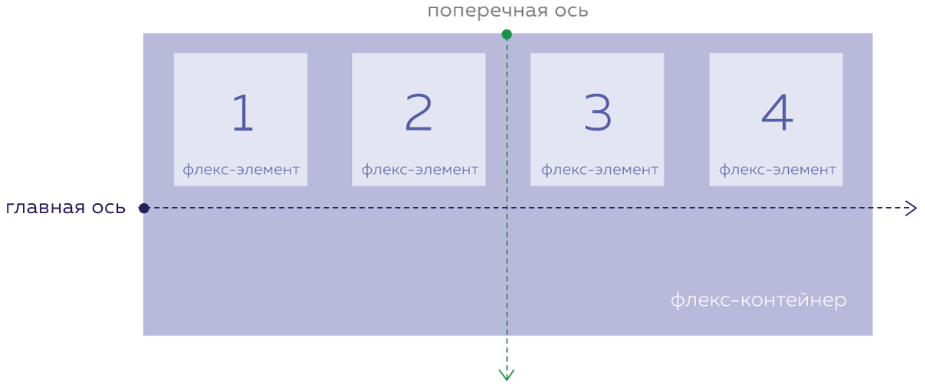 поперечная ось
1
2
3
4
флекс-элемент
флекс-элемент
флекс-элемент
флекс-элемент
главная ось
флекс-контейнер